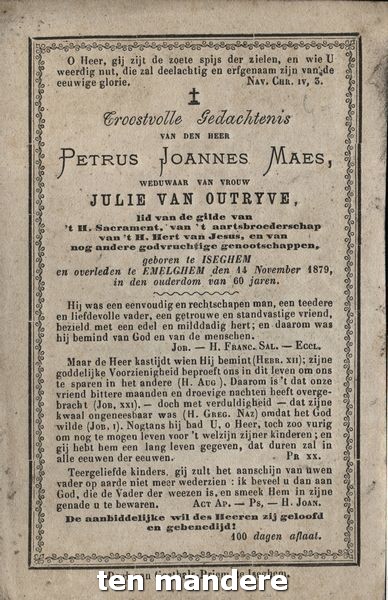 O Heer, gij zijt de zoete spijs der zielen, en wie U
weerdig nut, die zal deelachtig en erfgenaam zijn van de
eeuwige glorie. Nav. Chr. iv, 3.
Troostvolle Gedachtenis
VAN DEN HEER
PETRUS JOANNES MAES,
WEDUWAAR VAN VROUW
JULIE VAN OUTRYVE,
lid van de gilde van
't H. Sacrament, van 't aartsbroederschap
van 't H. Hert van Jesus, en van
nog andere godvruchtige genootschappen,
geboren te ISEGHEM
en overleden te EMELGHEM den 14 November 1879,
in den ouderdom van 66 jaren.
Hij was een eenvoudig en rechtschapen man, een teedere
en liefdevolle vader, een getrouwe en standvastige vriend,
bezield met een edel en milddadig hert; en daarom was
hij bemind van God en van de menschen.
Job. — H. Franc. Sal. — Eccl.
Maar de Heer kastijdt wien Hij bemint (Hebr. xii); zijne
goddelijke Voorzienigheid beproeft ons in dit leven om ons
te sparen in het andere (H. Aug). Daarom is 't dat onze
vriend bittere maanden en droevige nachten heeft overge-
bracht (Job, xxi). — doch met verduldigheid — dat zijne
kwaal ongeneesbaar was (H. Greg. Naz) omdat het God
wilde (Job, i). Nogtans hij bad U, o Heer, toch zoo vurig
om nog te mogen leven voor 't welzijn zijner kinderen; en
gij hebt hem een lang leven gegeven, dat duren zal in
alle eeuwen der eeuwen. Pr xx.
Teergeliefde kinders, gij zult het aanschijn van uwen
vader op aarde niet meer wederzien : ik beveel u dan aan
God, die de Vader der weezen is, en smeek Hem in zijne
genade u te bewaren. Act Ap. — Ps, — H. Joan.
De aanbiddelijke wil des Heeren zij geloofd
en gebenedijd!
100 dagen aflaat.
ten mandere